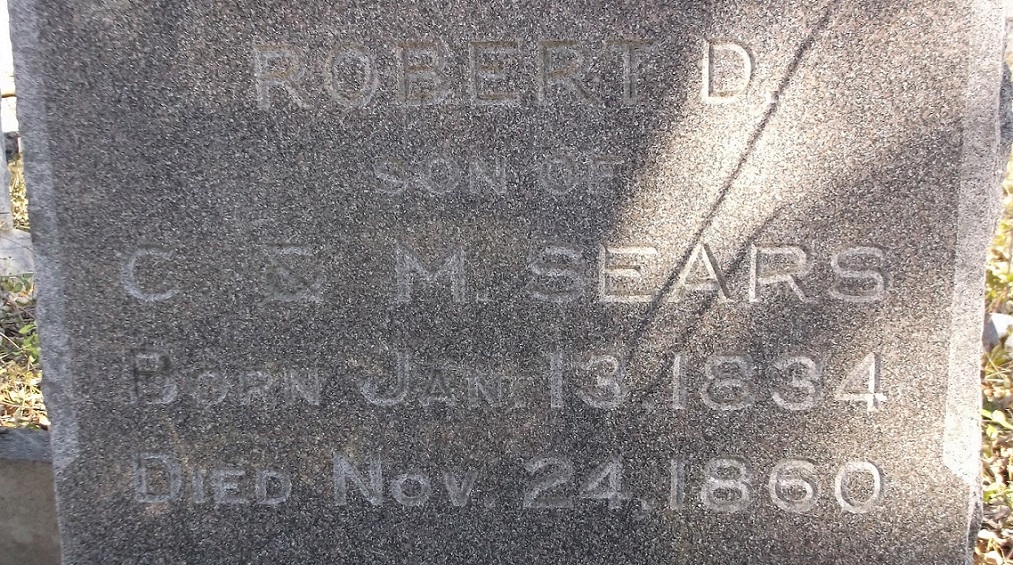 ROBERT D.
SON OF
C & M. SEARS
BORN JAN. 13, 1834
DIED NOV. 24, 1860